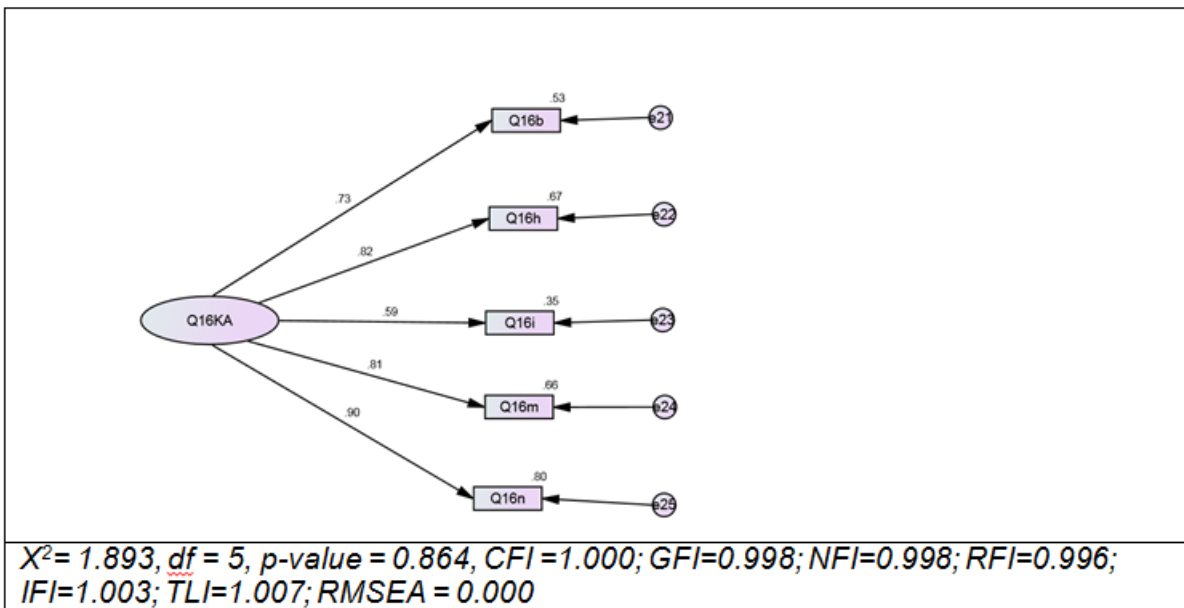 .53
Q16b
e21
.73
.67
Q16h
e22
.82
.35
Q16KA
.59
Q16i
e23
.81
.66
Q16m
e24
.90
.80
Q16n
e25
X²= 1.893, df = 5, p-value = 0.864, CFI =1.000; GFI=0.998; NFI=0.998; RFI=0.996;
IFI=1.003; TLI=1.007; RMSEA = 0.000